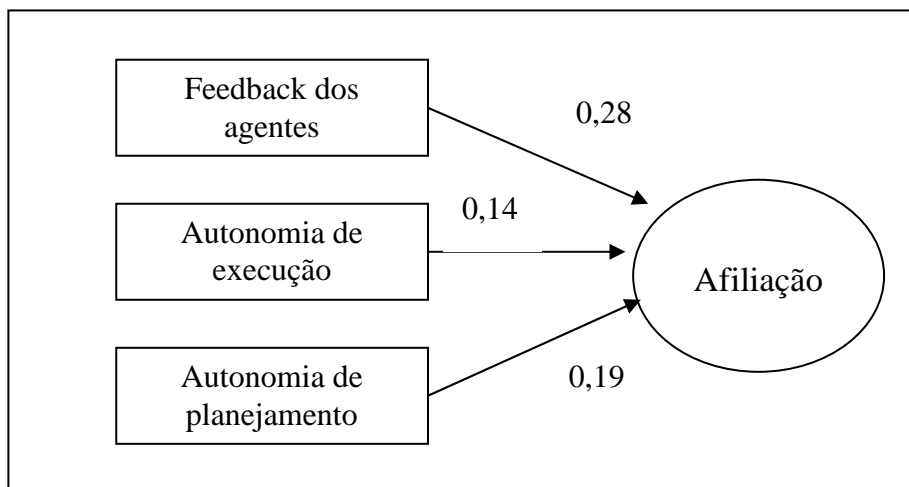 Feedback dos
agentes
0,28
Autonomia de
execução
0,14
Afiliação
Autonomia de
planejamento
0,19